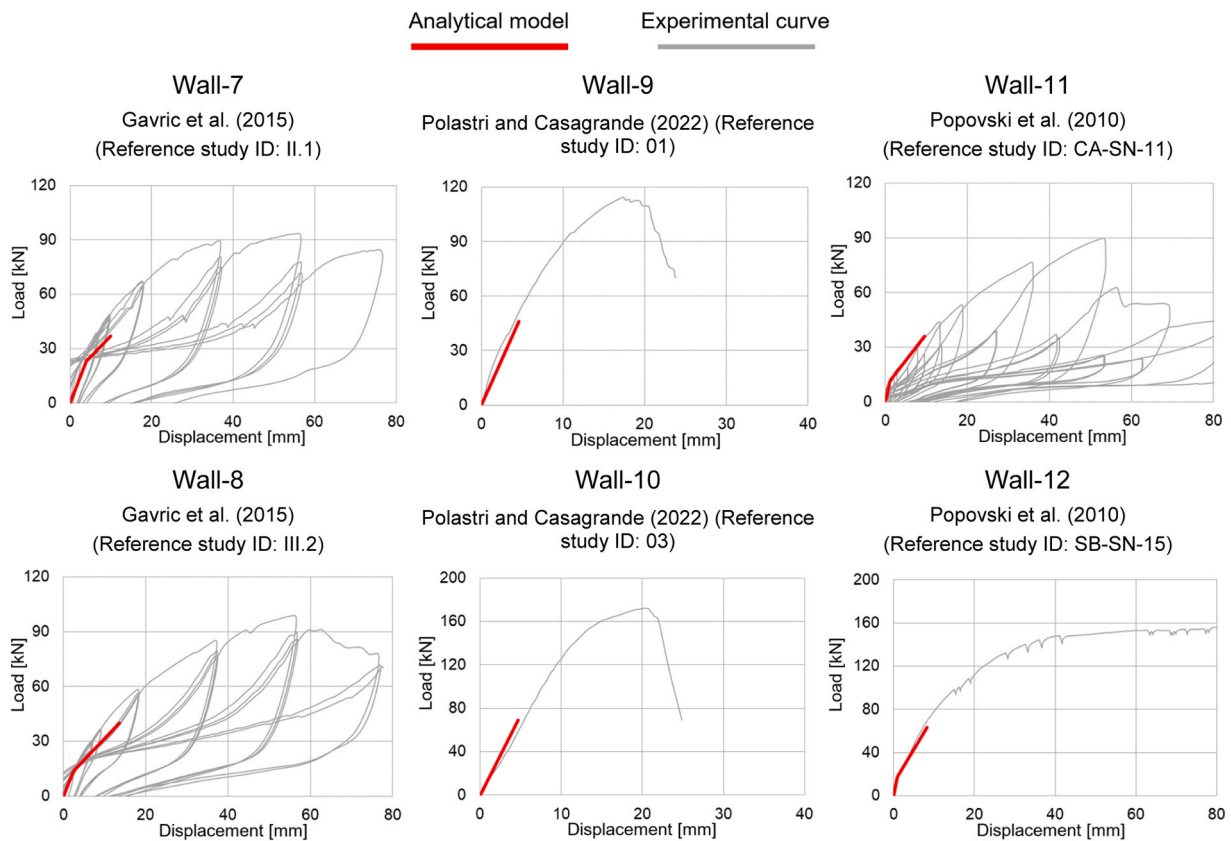 Analytical model
Experimental curve
Wall-7
Gavric et al. (2015)
(Reference study ID: II.1)
120
90
60
30
0
Load [kN]
0 20 40 60 80
Displacement [mm]
Wall-9
Polastri and Casagrande (2022) (Reference
study ID: 01)
120
90
60
30
0
Load [kN]
0 10 20 30 40
Displacement [mm]
Wall-11
Popovski et al. (2010)
(Reference study ID: CA-SN-11)
120
90
60
30
0
Load [kN]
0 20 40 60 80
Displacement [mm]
Wall-8
Gavric et al. (2015)
(Reference study ID: III.2)
120
90
60
30
0
Load [kN]
0 20 40 60 80
Displacement [mm]
Wall-10
Polastri and Casagrande (2022) (Reference
study ID: 03)
200
160
120
80
40
0
Load [kN]
0 10 20 30 40
Displacement [mm]
Wall-12
Popovski et al. (2010)
(Reference study ID: SB-SN-15)
200
160
120
80
40
0
Load [kN]
0 20 40 60 80
Displacement [mm]